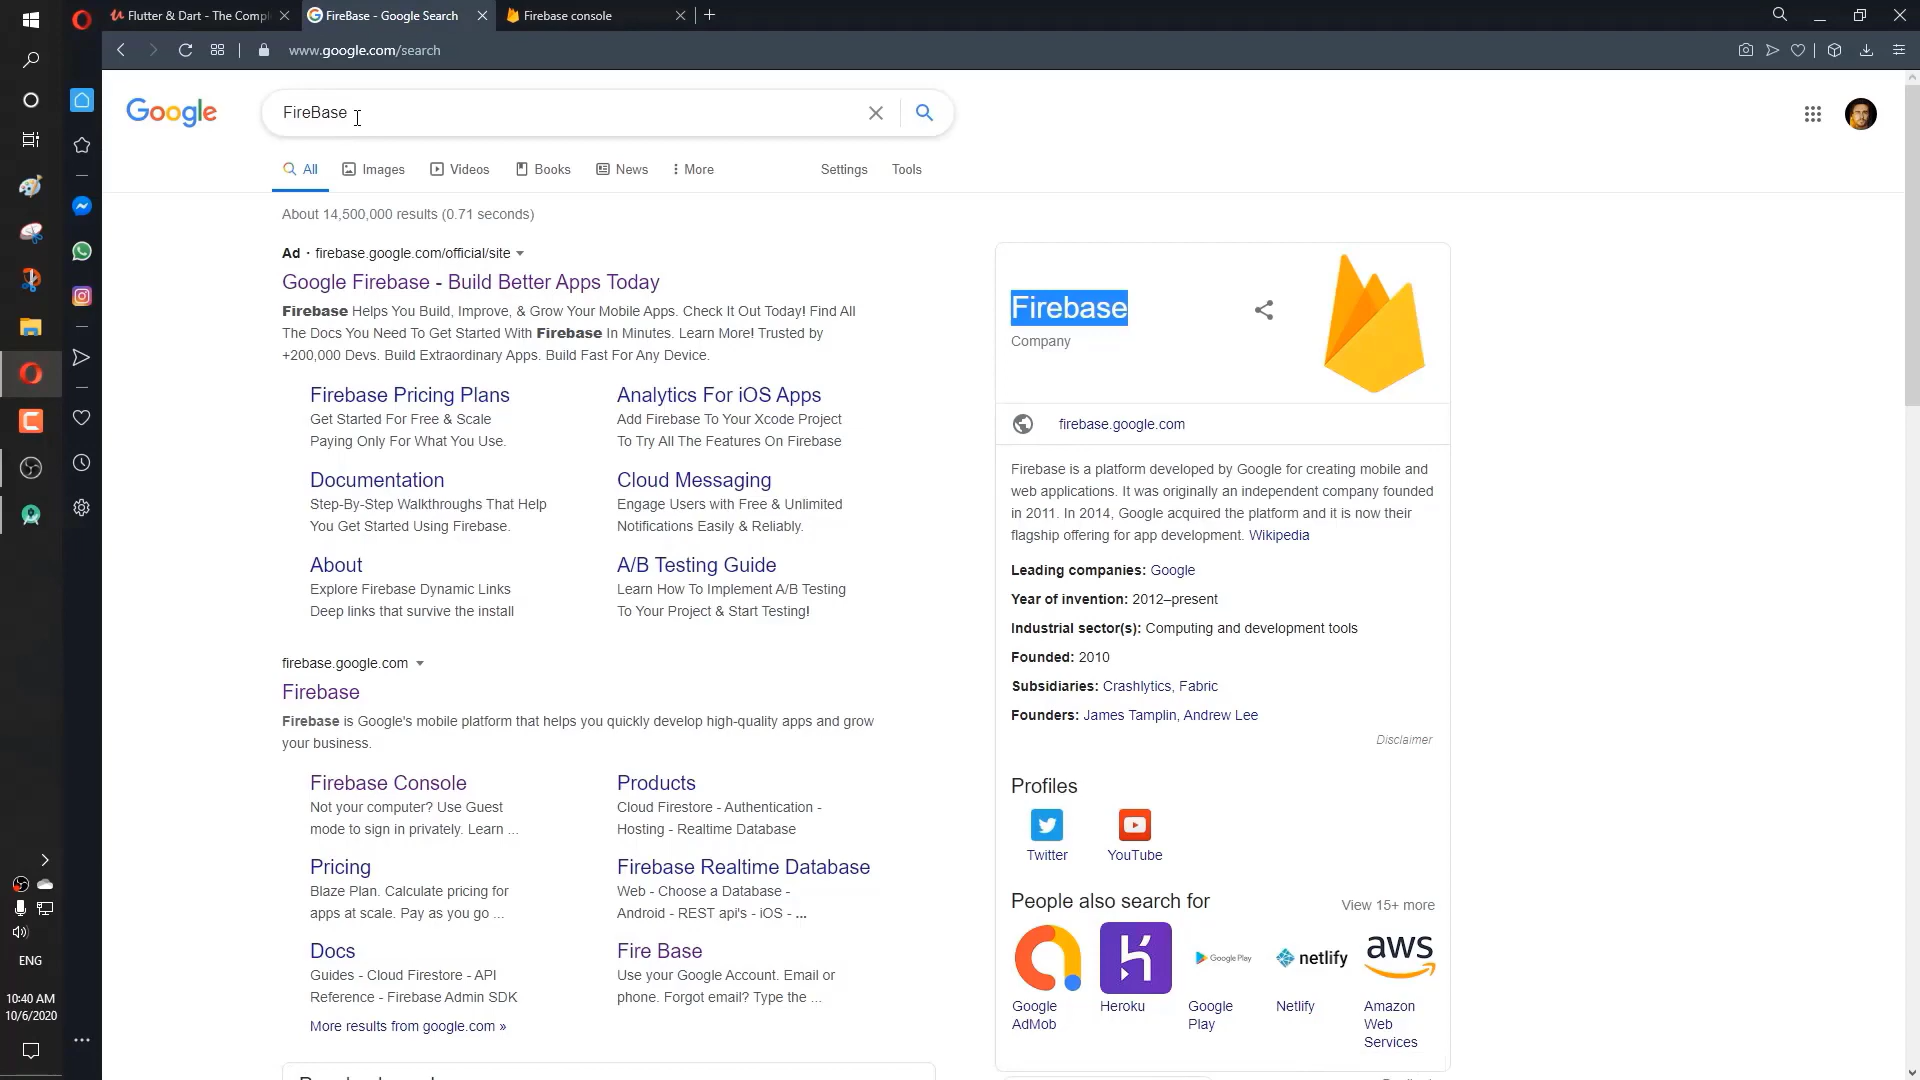 Flutter & Dart - The Compl
FireBase - Google Search
Firebase console
www.google.com/search
Google
FireBase
All
Images
Videos
Books
News
More
Settings
Tools
About 14,500,000 results (0.71 seconds)
Ad · firebase.google.com/official/site
Google Firebase - Build Better Apps Today
Firebase Helps You Build, Improve, & Grow Your Mobile Apps. Check It Out Today! Find All
The Docs You Need To Get Started With Firebase In Minutes. Learn More! Trusted by
+200,000 Devs. Build Extraordinary Apps. Build Fast For Any Device.
Firebase Pricing Plans
Get Started For Free & Scale
Paying Only For What You Use.
Analytics For iOS Apps
Add Firebase To Your Xcode Project
To Try All The Features On Firebase
Documentation
Step-By-Step Walkthroughs That Help
You Get Started Using Firebase.
Cloud Messaging
Engage Users with Free & Unlimited
Notifications Easily & Reliably.
About
Explore Firebase Dynamic Links
Deep links that survive the install
A/B Testing Guide
Learn How To Implement A/B Testing
To Your Project & Start Testing!
firebase.google.com
Firebase
Firebase is Google's mobile platform that helps you quickly develop high-quality apps and grow
your business.
Firebase Console
Not your computer? Use Guest
mode to sign in privately. Learn ...
Products
Cloud Firestore - Authentication -
Hosting - Realtime Database
Pricing
Blaze Plan. Calculate pricing for
apps at scale. Pay as you go ...
Firebase Realtime Database
Web - Choose a Database -
Android - REST api's - iOS - ...
Docs
Guides - Cloud Firestore - API
Reference - Firebase Admin SDK
Fire Base
Use your Google Account. Email or
phone. Forgot email? Type the ...
More results from google.com »
Firebase
Company
firebase.google.com
Firebase is a platform developed by Google for creating mobile and
web applications. It was originally an independent company founded
in 2011. In 2014, Google acquired the platform and it is now their
flagship offering for app development. Wikipedia
Leading companies: Google
Year of invention: 2012–present
Industrial sector(s): Computing and development tools
Founded: 2010
Subsidiaries: Crashlytics, Fabric
Founders: James Tamplin, Andrew Lee
Disclaimer
Profiles
Twitter
YouTube
People also search for
View 15+ more
Google Play
netlify
aws
Google
AdMob
Heroku
Google
Play
Netlify
Amazon
Web
Services
ENG
10:40 AM
10/6/2020